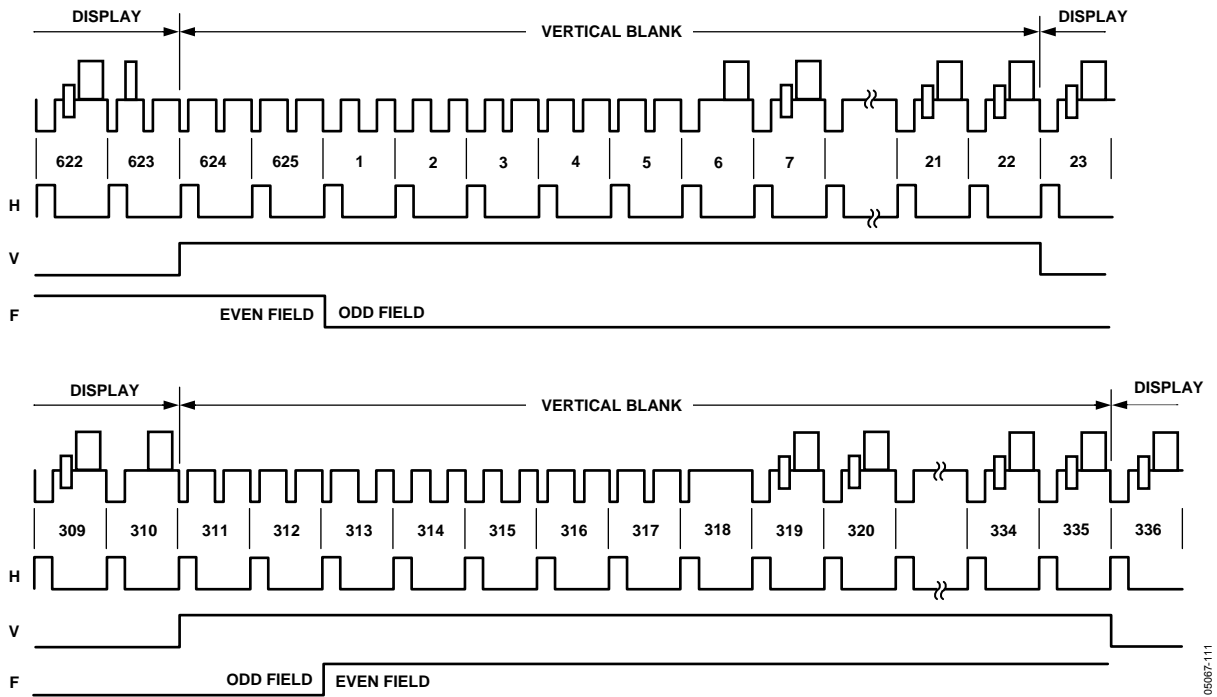 DISPLAY VERTICAL BLANK DISPLAY
622 623 624 625 1 2 3 4 5 6 7 21 22 23
H
V
F EVEN FIELD ODD FIELD
DISPLAY VERTICAL BLANK DISPLAY
309 310 311 312 313 314 315 316 317 318 319 320 334 335 336
H
V
F ODD FIELD EVEN FIELD
05067-111